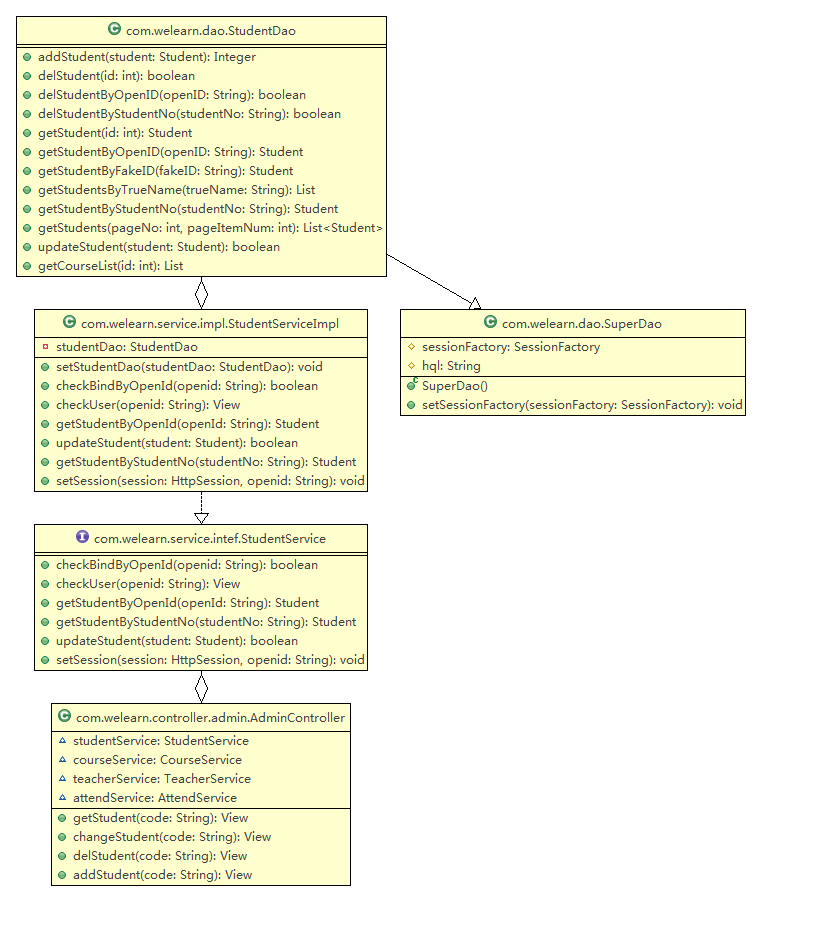 com.welearn.dao.StudentDao
addStudent(student: Student): Integer
delStudent(id: int): boolean
delStudentByOpenID(openID: String): boolean
delStudentByStudentNo(studentNo: String): boolean
getStudent(id: int): Student
getStudentByOpenID(openID: String): Student
getStudentByFakeID(fakeID: String): Student
getStudentsByTrueName(trueName: String): List
getStudentByStudentNo(studentNo: String): Student
getStudents(pageNo: int, pageItemNum: int): List<Student>
updateStudent(student: Student): boolean
getCourseList(id: int): List
com.welearn.service.impl.StudentServiceImpl
studentDao: StudentDao
setStudentDao(studentDao: StudentDao): void
checkBindByOpenId(openid: String): boolean
checkUser(openid: String): View
getStudentByOpenId(openId: String): Student
updateStudent(student: Student): boolean
getStudentByStudentNo(studentNo: String): Student
setSession(session: HttpSession, openid: String): void
com.welearn.dao.SuperDao
sessionFactory: SessionFactory
hql: String
SuperDao()
setSessionFactory(sessionFactory: SessionFactory): void
com.welearn.service.intef.StudentService
checkBindByOpenId(openid: String): boolean
checkUser(openid: String): View
getStudentByOpenId(openId: String): Student
getStudentByStudentNo(studentNo: String): Student
updateStudent(student: Student): boolean
setSession(session: HttpSession, openid: String): void
com.welearn.controller.admin.AdminController
studentService: StudentService
courseService: CourseService
teacherService: TeacherService
attendService: AttendService
getStudent(code: String): View
changeStudent(code: String): View
delStudent(code: String): View
addStudent(code: String): View